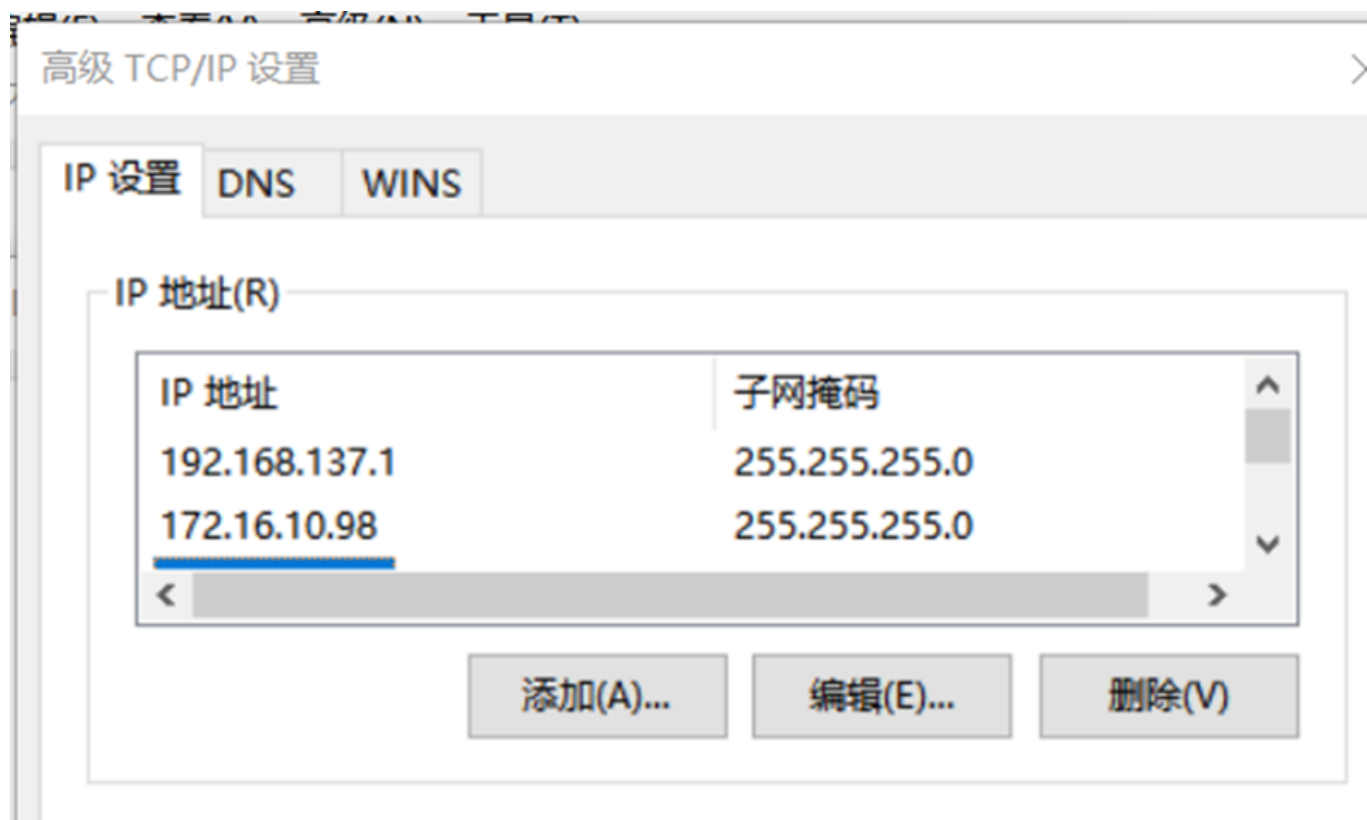 高级 TCP/IP 设置
IP 设置 DNS WINS
IP 地址(R)
IP 地址 子网掩码
192.168.137.1 255.255.255.0
172.16.10.98 255.255.255.0
添加(A)... 编辑(E)... 删除(V)